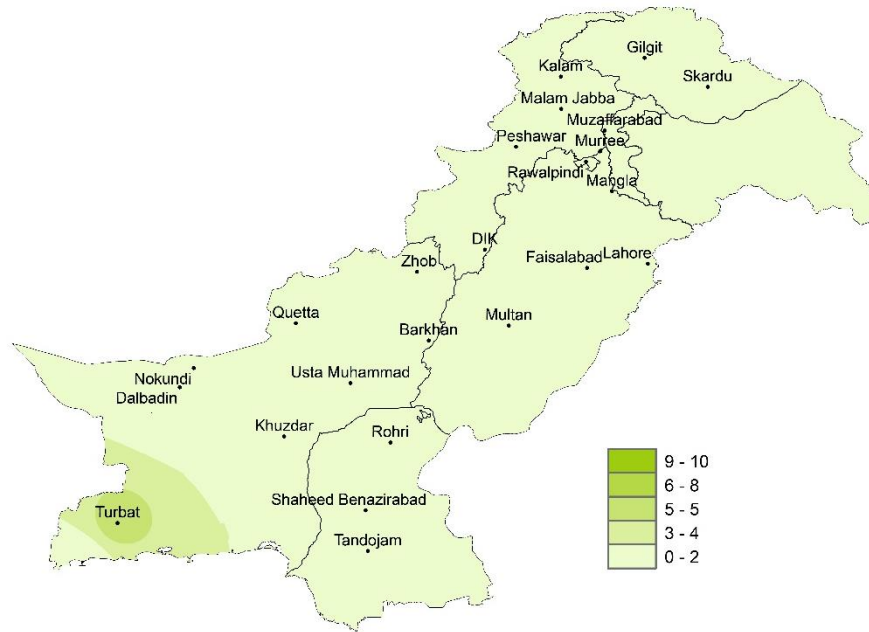 Gilgit
Kalam
Skardu
Malam Jabba
Muzaffarabad
Peshawar
Murree
Rawalpindi
Mangla
DIK
Zhob
Faisalabad
Lahore
Quetta
Multan
Barkhan
Nokundi
Usta Muhammad
Dalbadin
Khuzdar
Rohri
9 - 10
6 - 8
Shaheed Benazirabad
Turbat
5 - 5
3 - 4
Tandojam
0 - 2